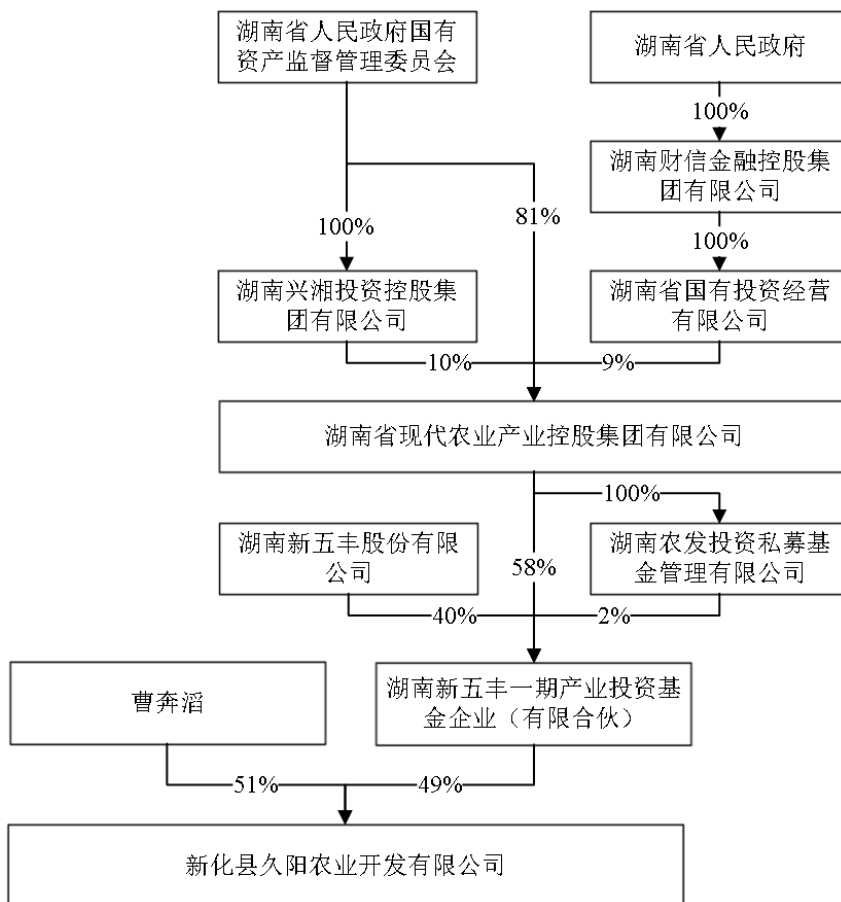 湖南省人民政府国有
资产监督管理委员会
湖南省人民政府
100%
湖南财信金融控股集
团有限公司
100%
81%
100%
湖南兴湘投资控股集
团有限公司
湖南省国有投资经营
有限公司
10%
9%
湖南省现代农业产业控股集团有限公司
100%
湖南新五丰股份有限
公司
58%
湖南农发投资私募基
金管理有限公司
40%
2%
曹奔滔
湖南新五丰一期产业投资基
金企业（有限合伙）
51%
49%
新化县久阳农业开发有限公司